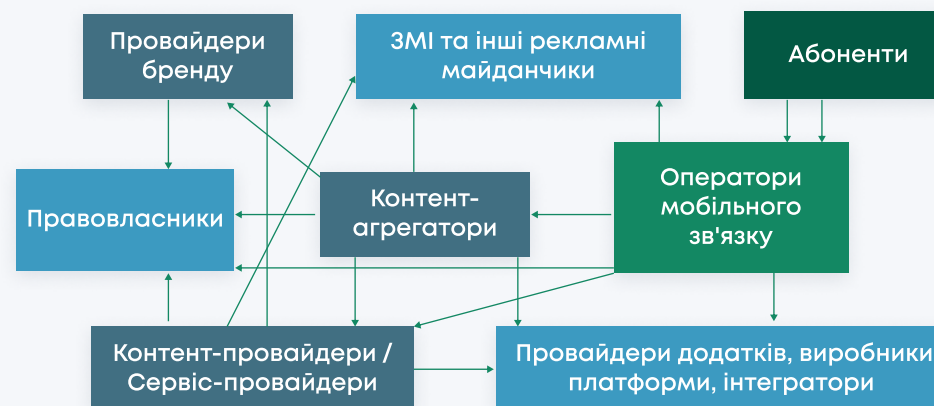 Провайдери
бренду
ЗМІ та інші рекламні
майданчики
Абоненти
Правовласники
Контент-
агрегатори
Оператори
мобільного
зв'язку
Контент-провайдери /
Сервіс-провайдери
Провайдери додатків, виробники
платформи, інтегратори